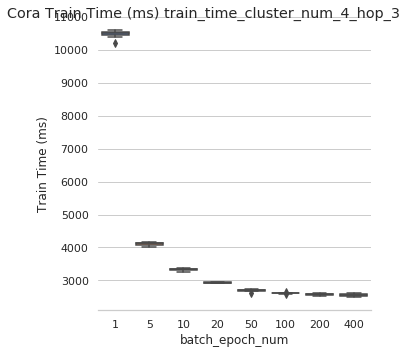 Cora Train Time (ms) train_time_cluster_num_4_hop_3
11000
10000
9000
8000
7000
6000
5000
4000
3000
Train Time (ms)
1 5 10 20 50 100 200 400
batch_epoch_num